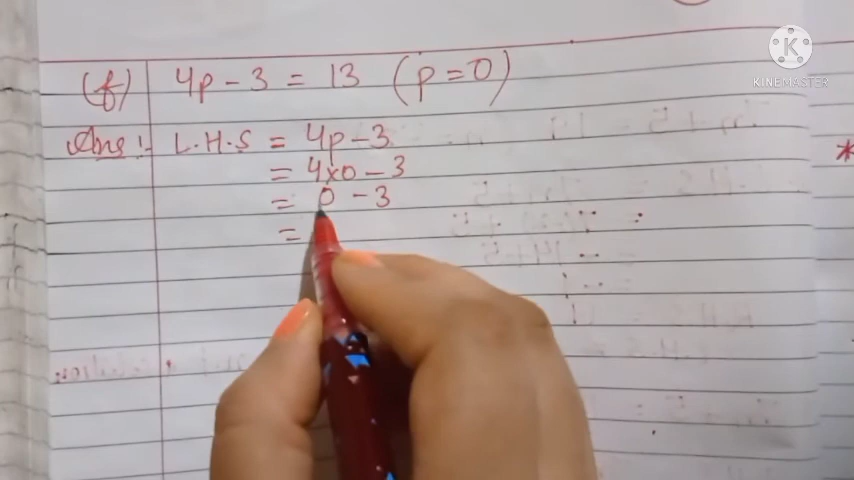 (f) 4p - 3 = 13 (p = 0)
Ans:- L.H.S = 4p - 3
= 4x0 - 3
= 0 - 3
=
K
KINEMASTER
*